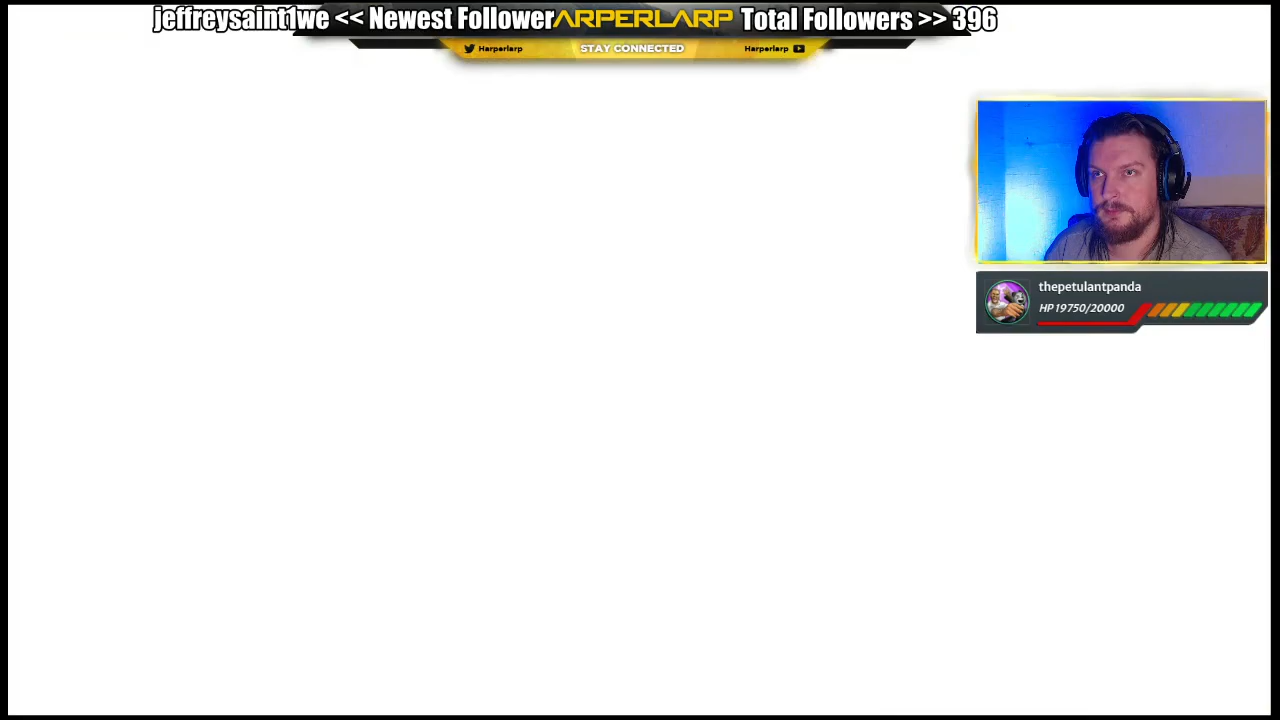 jeffreysaint1we << Newest Follower
ARPERLARP
Total Followers >> 396
Harperlarp
STAY CONNECTED
Harperlarp
thepetulantpanda
HP 19750/20000